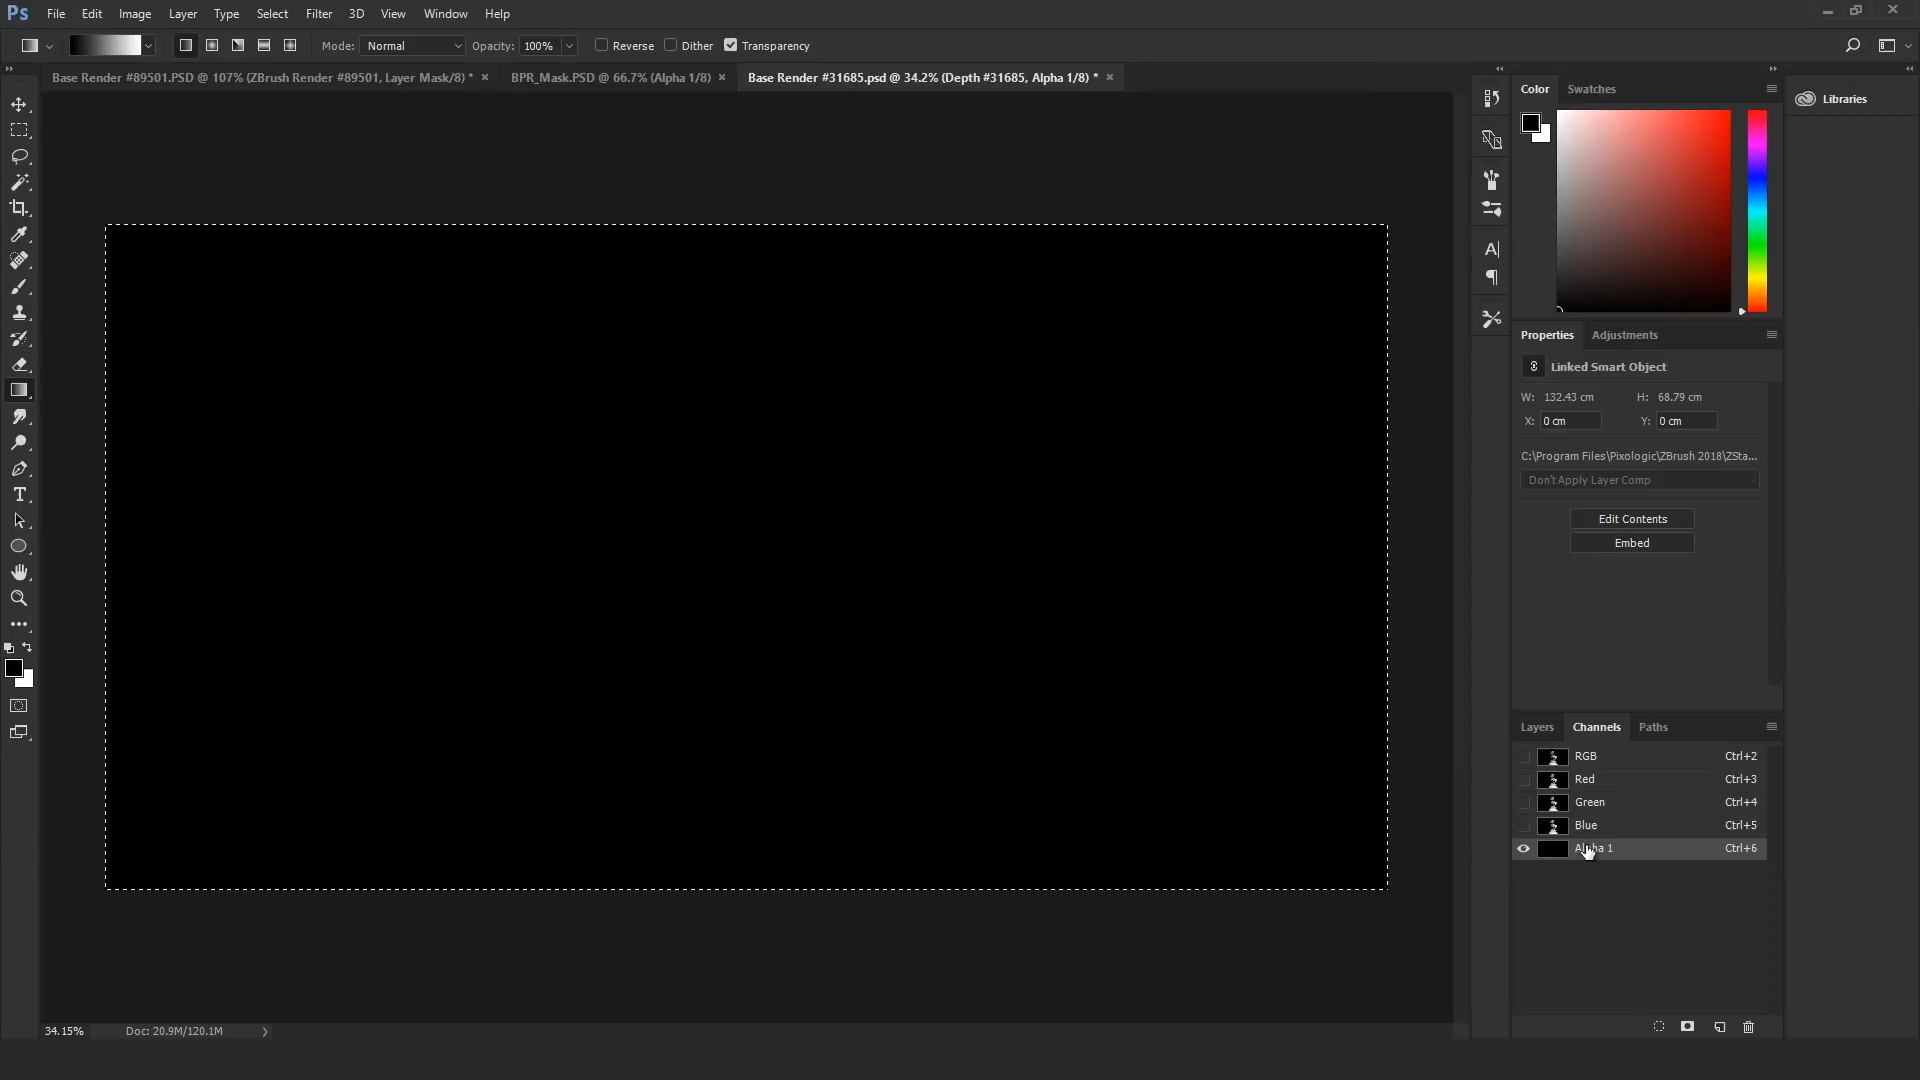 Ps File Edit Image Layer Type Select Filter 3D View Window Help
Mode: Normal Opacity: 100% Reverse Dither Transparency
Base Render #89501.PSD @ 107% (ZBrush Render #89501, Layer Mask/8) * × BPR_Mask.PSD @ 66.7% (Alpha 1/8) × Base Render #31685.psd @ 34.2% (Depth #31685, Alpha 1/8) * ×
Color Swatches
Libraries
Properties Adjustments
Linked Smart Object
W: 132.43 cm H: 68.79 cm
X: 0 cm Y: 0 cm
C:\Program Files\Pixologic\ZBrush 2018\ZSta...
Don't Apply Layer Comp
Edit Contents
Embed
Layers Channels Paths
RGB Ctrl+2
Red Ctrl+3
Green Ctrl+4
Blue Ctrl+5
Alpha 1 Ctrl+6
34.15% Doc: 20.9M/120.1M